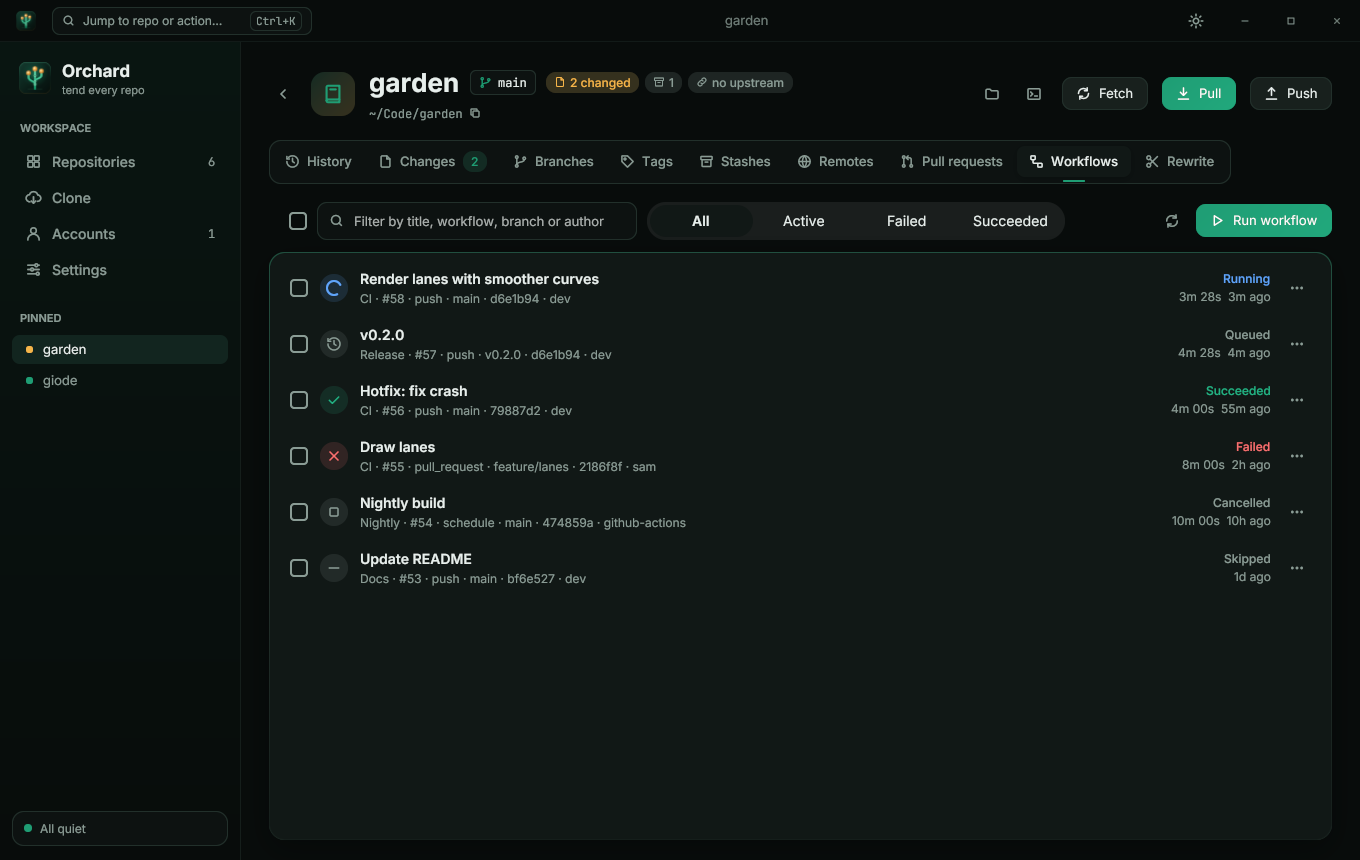 Jump to repo or action... Ctrl+K
garden
Orchard
tend every repo
WORKSPACE
Repositories 6
Clone
Accounts 1
Settings
PINNED
garden
giode
All quiet
garden main 2 changed 1 no upstream
~/Code/garden
Fetch Pull Push
History Changes 2 Branches Tags Stashes Remotes Pull requests Workflows Rewrite
Filter by title, workflow, branch or author All Active Failed Succeeded Run workflow
Render lanes with smoother curves Running
CI · #58 · push · main · d6e1b94 · dev 3m 28s 3m ago
v0.2.0 Queued
Release · #57 · push · v0.2.0 · d6e1b94 · dev 4m 28s 4m ago
Hotfix: fix crash Succeeded
CI · #56 · push · main · 79887d2 · dev 4m 00s 55m ago
Draw lanes Failed
CI · #55 · pull_request · feature/lanes · 2186f8f · sam 8m 00s 2h ago
Nightly build Cancelled
Nightly · #54 · schedule · main · 474859a · github-actions 10m 00s 10h ago
Update README Skipped
Docs · #53 · push · main · bf6e527 · dev 1d ago